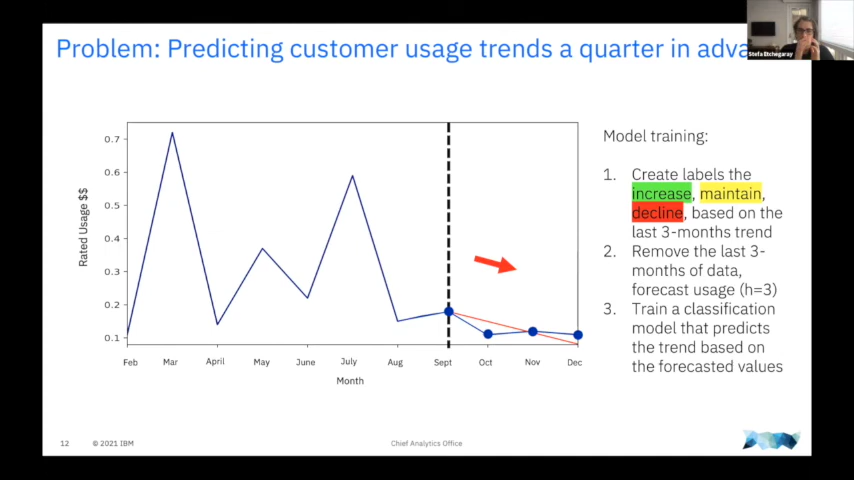 Problem: Predicting customer usage trends a quarter in adva
Stefa Etchegaray
Rated Usage $$
0.7
0.6
0.5
0.4
0.3
0.2
0.1
Feb Mar April May June July Aug Sept Oct Nov Dec
Month
Model training:
1. Create labels the
increase, maintain,
decline, based on the
last 3-months trend
2. Remove the last 3-
months of data,
forecast usage (h=3)
3. Train a classification
model that predicts
the trend based on
the forecasted values
12 © 2021 IBM
Chief Analytics Office